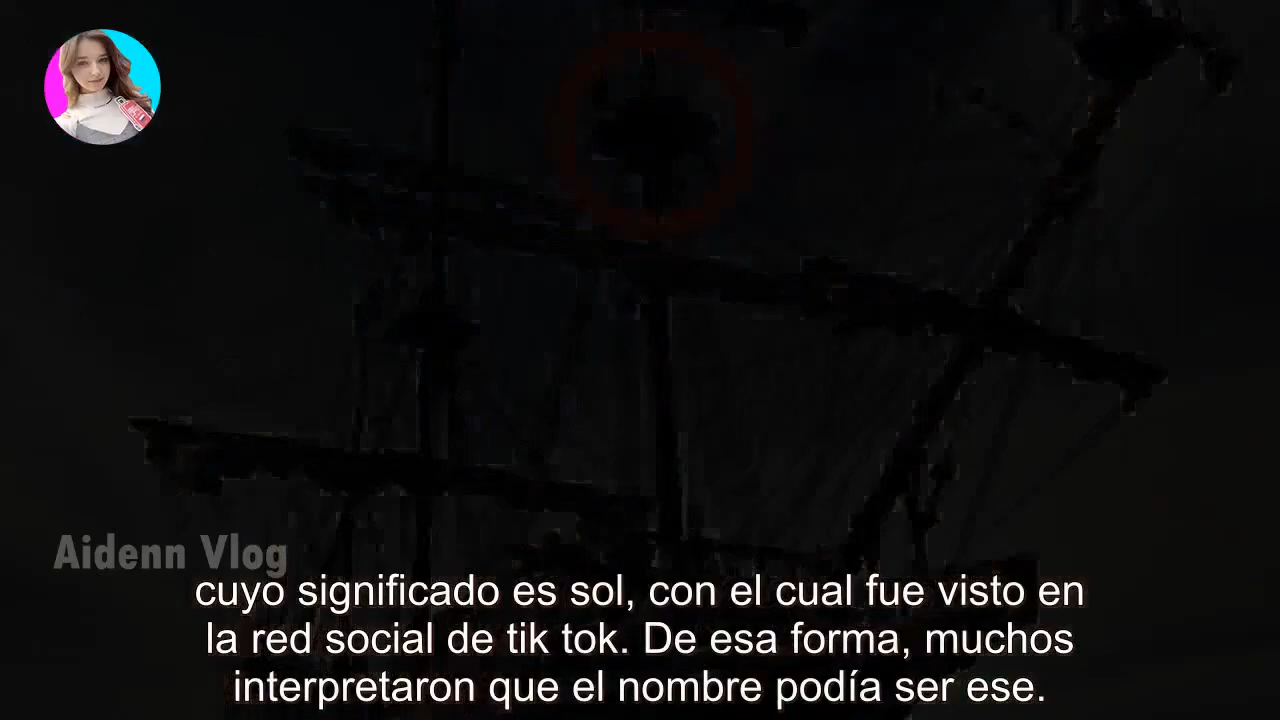 Aidenn Vlog
cuyo significado es sol, con el cual fue visto en
la red social de tik tok. De esa forma, muchos
interpretaron que el nombre podía ser ese.